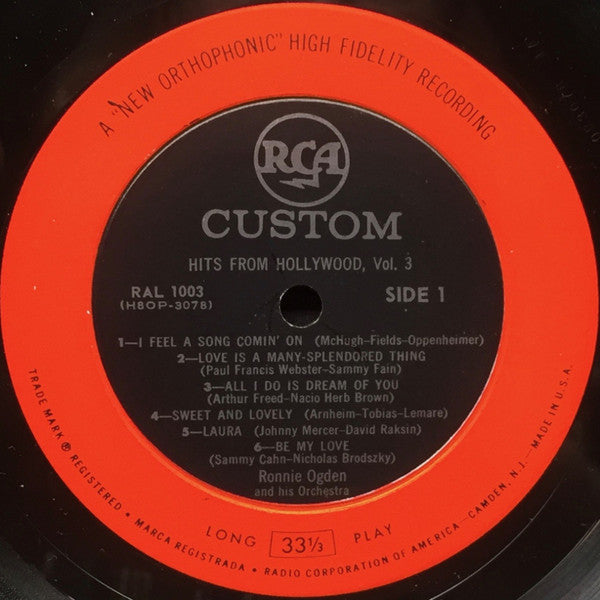 A "NEW ORTHOPHONIC" HIGH FIDELITY RECORDING
RCA
CUSTOM
HITS FROM HOLLYWOOD, Vol. 3
RAL 1003
(H8OP-3078)
SIDE 1
1—I FEEL A SONG COMIN' ON (McHugh-Fields-Oppenheimer)
2—LOVE IS A MANY-SPLENDORED THING
(Paul Francis Webster-Sammy Fain)
3—ALL I DO IS DREAM OF YOU
(Arthur Freed-Nacio Herb Brown)
4—SWEET AND LOVELY (Arnheim-Tobias-Lemare)
5—LAURA (Johnny Mercer-David Raksin)
6—BE MY LOVE
(Sammy Cahn-Nicholas Brodszky)
Ronnie Ogden
and his Orchestra
LONG 33⅓ PLAY
TRADE MARK ® REGISTERED • MARCA REGISTRADA • RADIO CORPORATION OF AMERICA—CAMDEN, N.J.—MADE IN U.S.A.